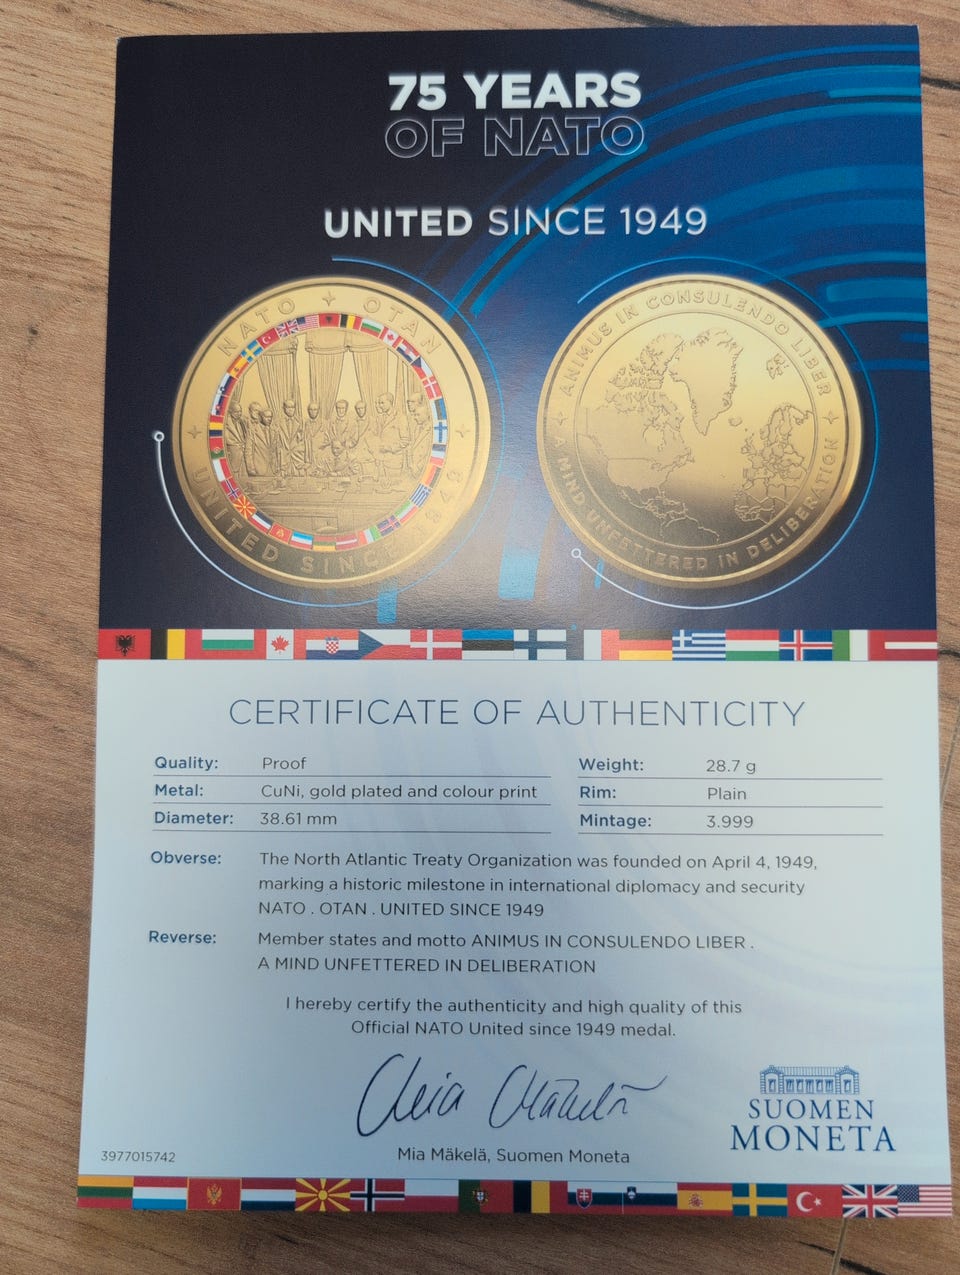 75 YEARS
OF NATO
UNITED SINCE 1949
NATO OTAN
UNITED SINCE 1949
ANIMUS IN CONSULENDO LIBER
A MIND UNFETTERED IN DELIBERATION
CERTIFICATE OF AUTHENTICITY
Quality: Proof
Metal: CuNi, gold plated and colour print
Diameter: 38.61 mm
Weight: 28.7 g
Rim: Plain
Mintage: 3.999
Obverse: The North Atlantic Treaty Organization was founded on April 4, 1949,
marking a historic milestone in international diplomacy and security
NATO . OTAN . UNITED SINCE 1949
Reverse: Member states and motto ANIMUS IN CONSULENDO LIBER .
A MIND UNFETTERED IN DELIBERATION
I hereby certify the authenticity and high quality of this
Official NATO United since 1949 medal.
Mia Mäkelä
Mia Mäkelä, Suomen Moneta
SUOMEN
MONETA
3977015742